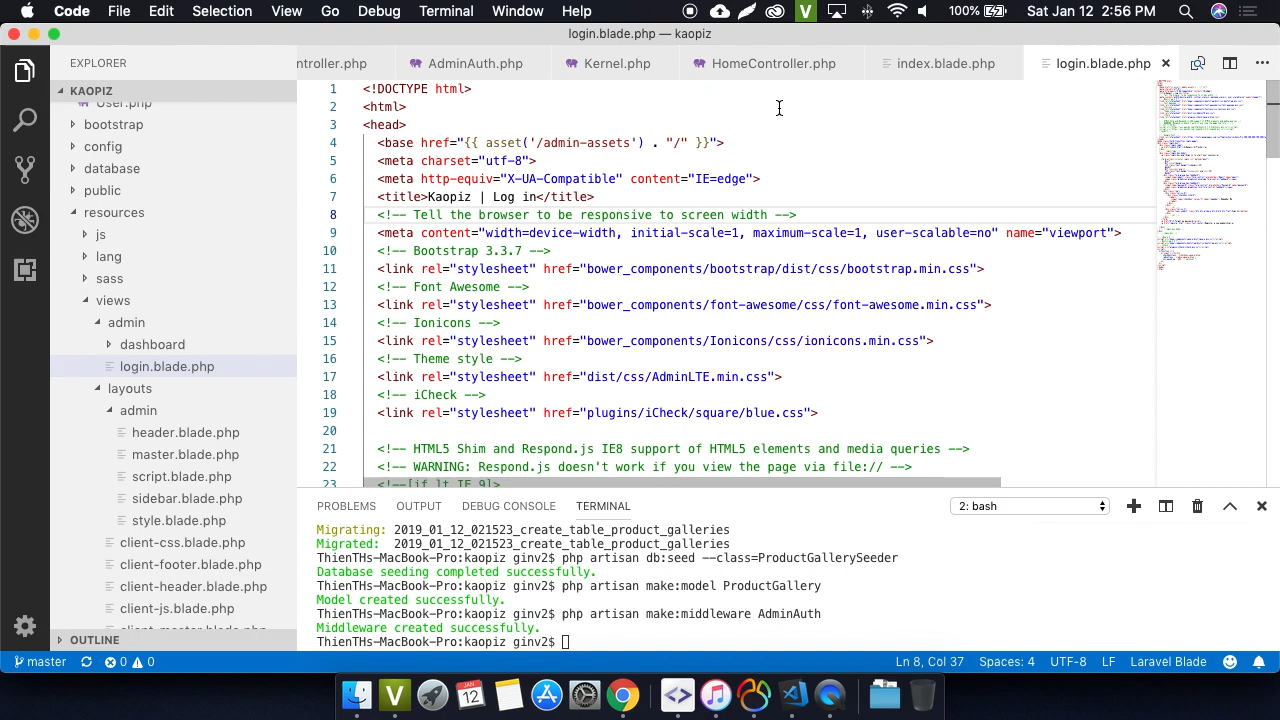 Code File Edit Selection View Go Debug Terminal Window Help 100% Sat Jan 12 2:56 PM
login.blade.php — kaopiz
EXPLORER
ntroller.php AdminAuth.php Kernel.php HomeController.php index.blade.php login.blade.php
KAOPIZ
User.php
bootstrap
config
database
public
resources
js
lang
sass
views
admin
dashboard
login.blade.php
layouts
admin
header.blade.php
master.blade.php
script.blade.php
sidebar.blade.php
style.blade.php
client-css.blade.php
client-footer.blade.php
client-header.blade.php
client-js.blade.php
client-master.blade.php
OUTLINE
1 <!DOCTYPE html>
2 <html>
3 <head>
4 <base href="{{ asset('/admin-assets') . "/" }}">
5 <meta charset="utf-8">
6 <meta http-equiv="X-UA-Compatible" content="IE=edge">
7 <title>Kaopiz | Log in</title>
8 <!-- Tell the browser to be responsive to screen width -->
9 <meta content="width=device-width, initial-scale=1, maximum-scale=1, user-scalable=no" name="viewport">
10 <!-- Bootstrap 3.3.7 -->
11 <link rel="stylesheet" href="bower_components/bootstrap/dist/css/bootstrap.min.css">
12 <!-- Font Awesome -->
13 <link rel="stylesheet" href="bower_components/font-awesome/css/font-awesome.min.css">
14 <!-- Ionicons -->
15 <link rel="stylesheet" href="bower_components/Ionicons/css/ionicons.min.css">
16 <!-- Theme style -->
17 <link rel="stylesheet" href="dist/css/AdminLTE.min.css">
18 <!-- iCheck -->
19 <link rel="stylesheet" href="plugins/iCheck/square/blue.css">
20
21 <!-- HTML5 Shim and Respond.js IE8 support of HTML5 elements and media queries -->
22 <!-- WARNING: Respond.js doesn't work if you view the page via file:// -->
23 <!--[if lt IE 9]>
PROBLEMS OUTPUT DEBUG CONSOLE TERMINAL 2: bash
Migrating: 2019_01_12_021523_create_table_product_galleries
Migrated: 2019_01_12_021523_create_table_product_galleries
ThienTHs-MacBook-Pro:kaopiz ginv2$ php artisan db:seed --class=ProductGallerySeeder
Database seeding completed successfully.
ThienTHs-MacBook-Pro:kaopiz ginv2$ php artisan make:model ProductGallery
Model created successfully.
ThienTHs-MacBook-Pro:kaopiz ginv2$ php artisan make:middleware AdminAuth
Middleware created successfully.
ThienTHs-MacBook-Pro:kaopiz ginv2$
master 0 0 Ln 8, Col 37 Spaces: 4 UTF-8 LF Laravel Blade